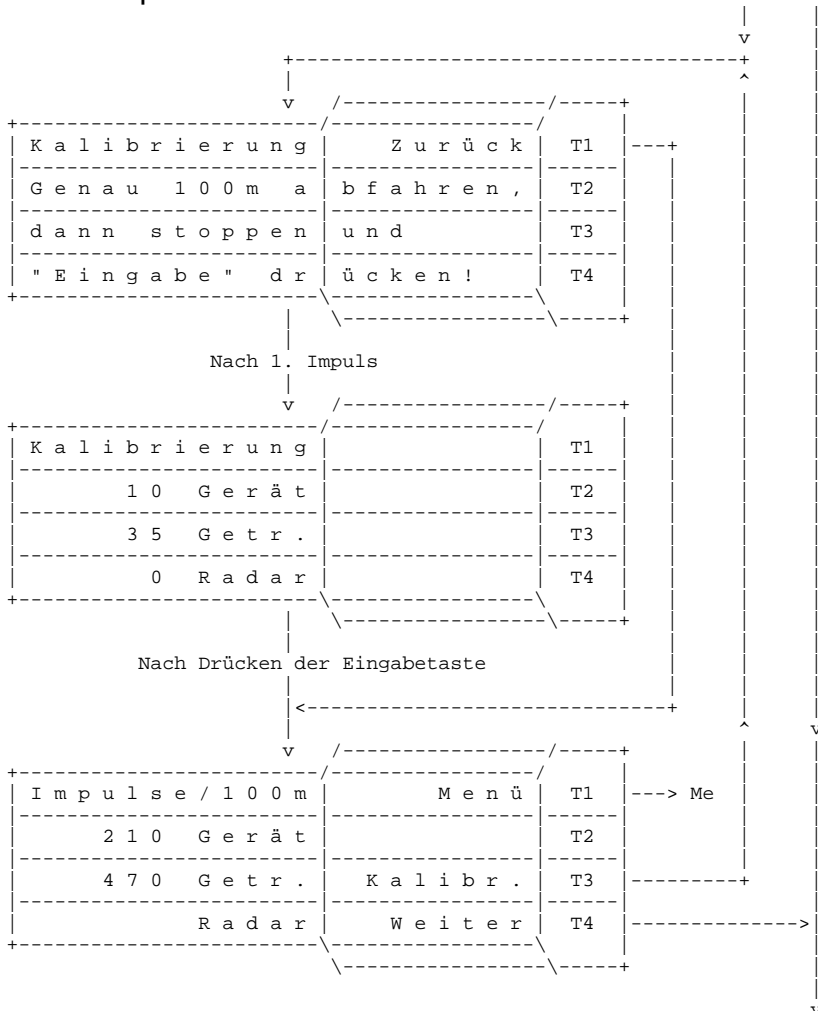 Kalibrierung Zurück T1
Genau 100m abfahren, T2
dann stoppen und T3
"Eingabe" drücken! T4
Nach 1. Impuls
Kalibrierung T1
10 Gerät T2
35 Getr. T3
0 Radar T4
Nach Drücken der Eingabetaste
Impulse/100m Menü T1 ---> Me
210 Gerät T2
470 Getr. Kalibr. T3
Radar Weiter T4